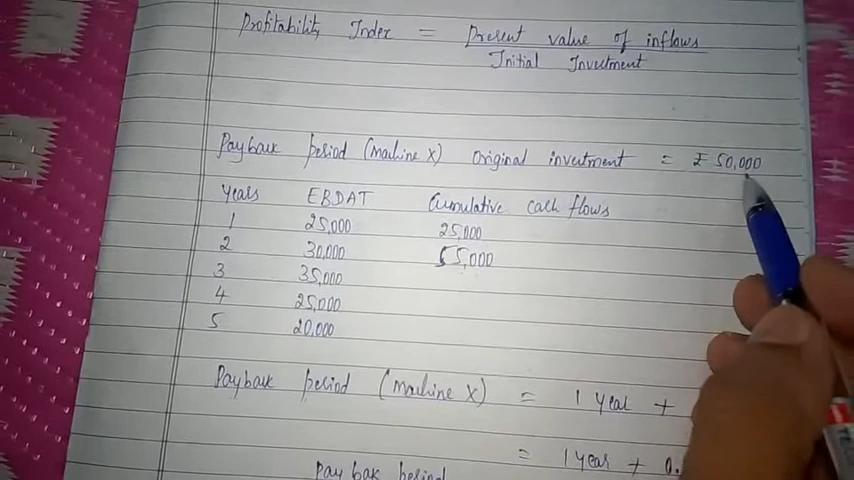 Profitability Index = Present value of inflows
Initial Investment
Payback period (Machine X) original investment = ₹ 50,000
Years EBDAT Cumulative cash flows
1 25,000 25,000
2 30,000 55,000
3 35,000
4 25,000
5 20,000
Payback period (Machine X) = 1 Year +
= 1 Year + 0.
Pay bak period